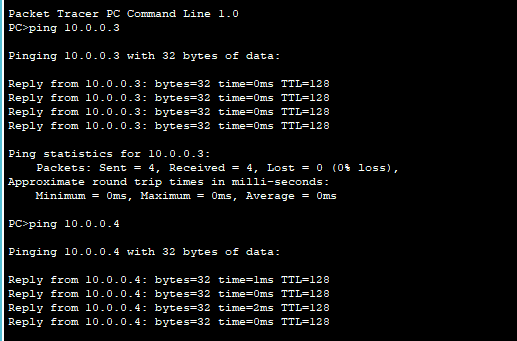 Packet Tracer PC Command Line 1.0
PC>ping 10.0.0.3
Pinging 10.0.0.3 with 32 bytes of data:
Reply from 10.0.0.3: bytes=32 time=0ms TTL=128
Reply from 10.0.0.3: bytes=32 time=0ms TTL=128
Reply from 10.0.0.3: bytes=32 time=0ms TTL=128
Reply from 10.0.0.3: bytes=32 time=0ms TTL=128
Ping statistics for 10.0.0.3:
Packets: Sent = 4, Received = 4, Lost = 0 (0% loss),
Approximate round trip times in milli-seconds:
Minimum = 0ms, Maximum = 0ms, Average = 0ms
PC>ping 10.0.0.4
Pinging 10.0.0.4 with 32 bytes of data:
Reply from 10.0.0.4: bytes=32 time=1ms TTL=128
Reply from 10.0.0.4: bytes=32 time=0ms TTL=128
Reply from 10.0.0.4: bytes=32 time=2ms TTL=128
Reply from 10.0.0.4: bytes=32 time=0ms TTL=128